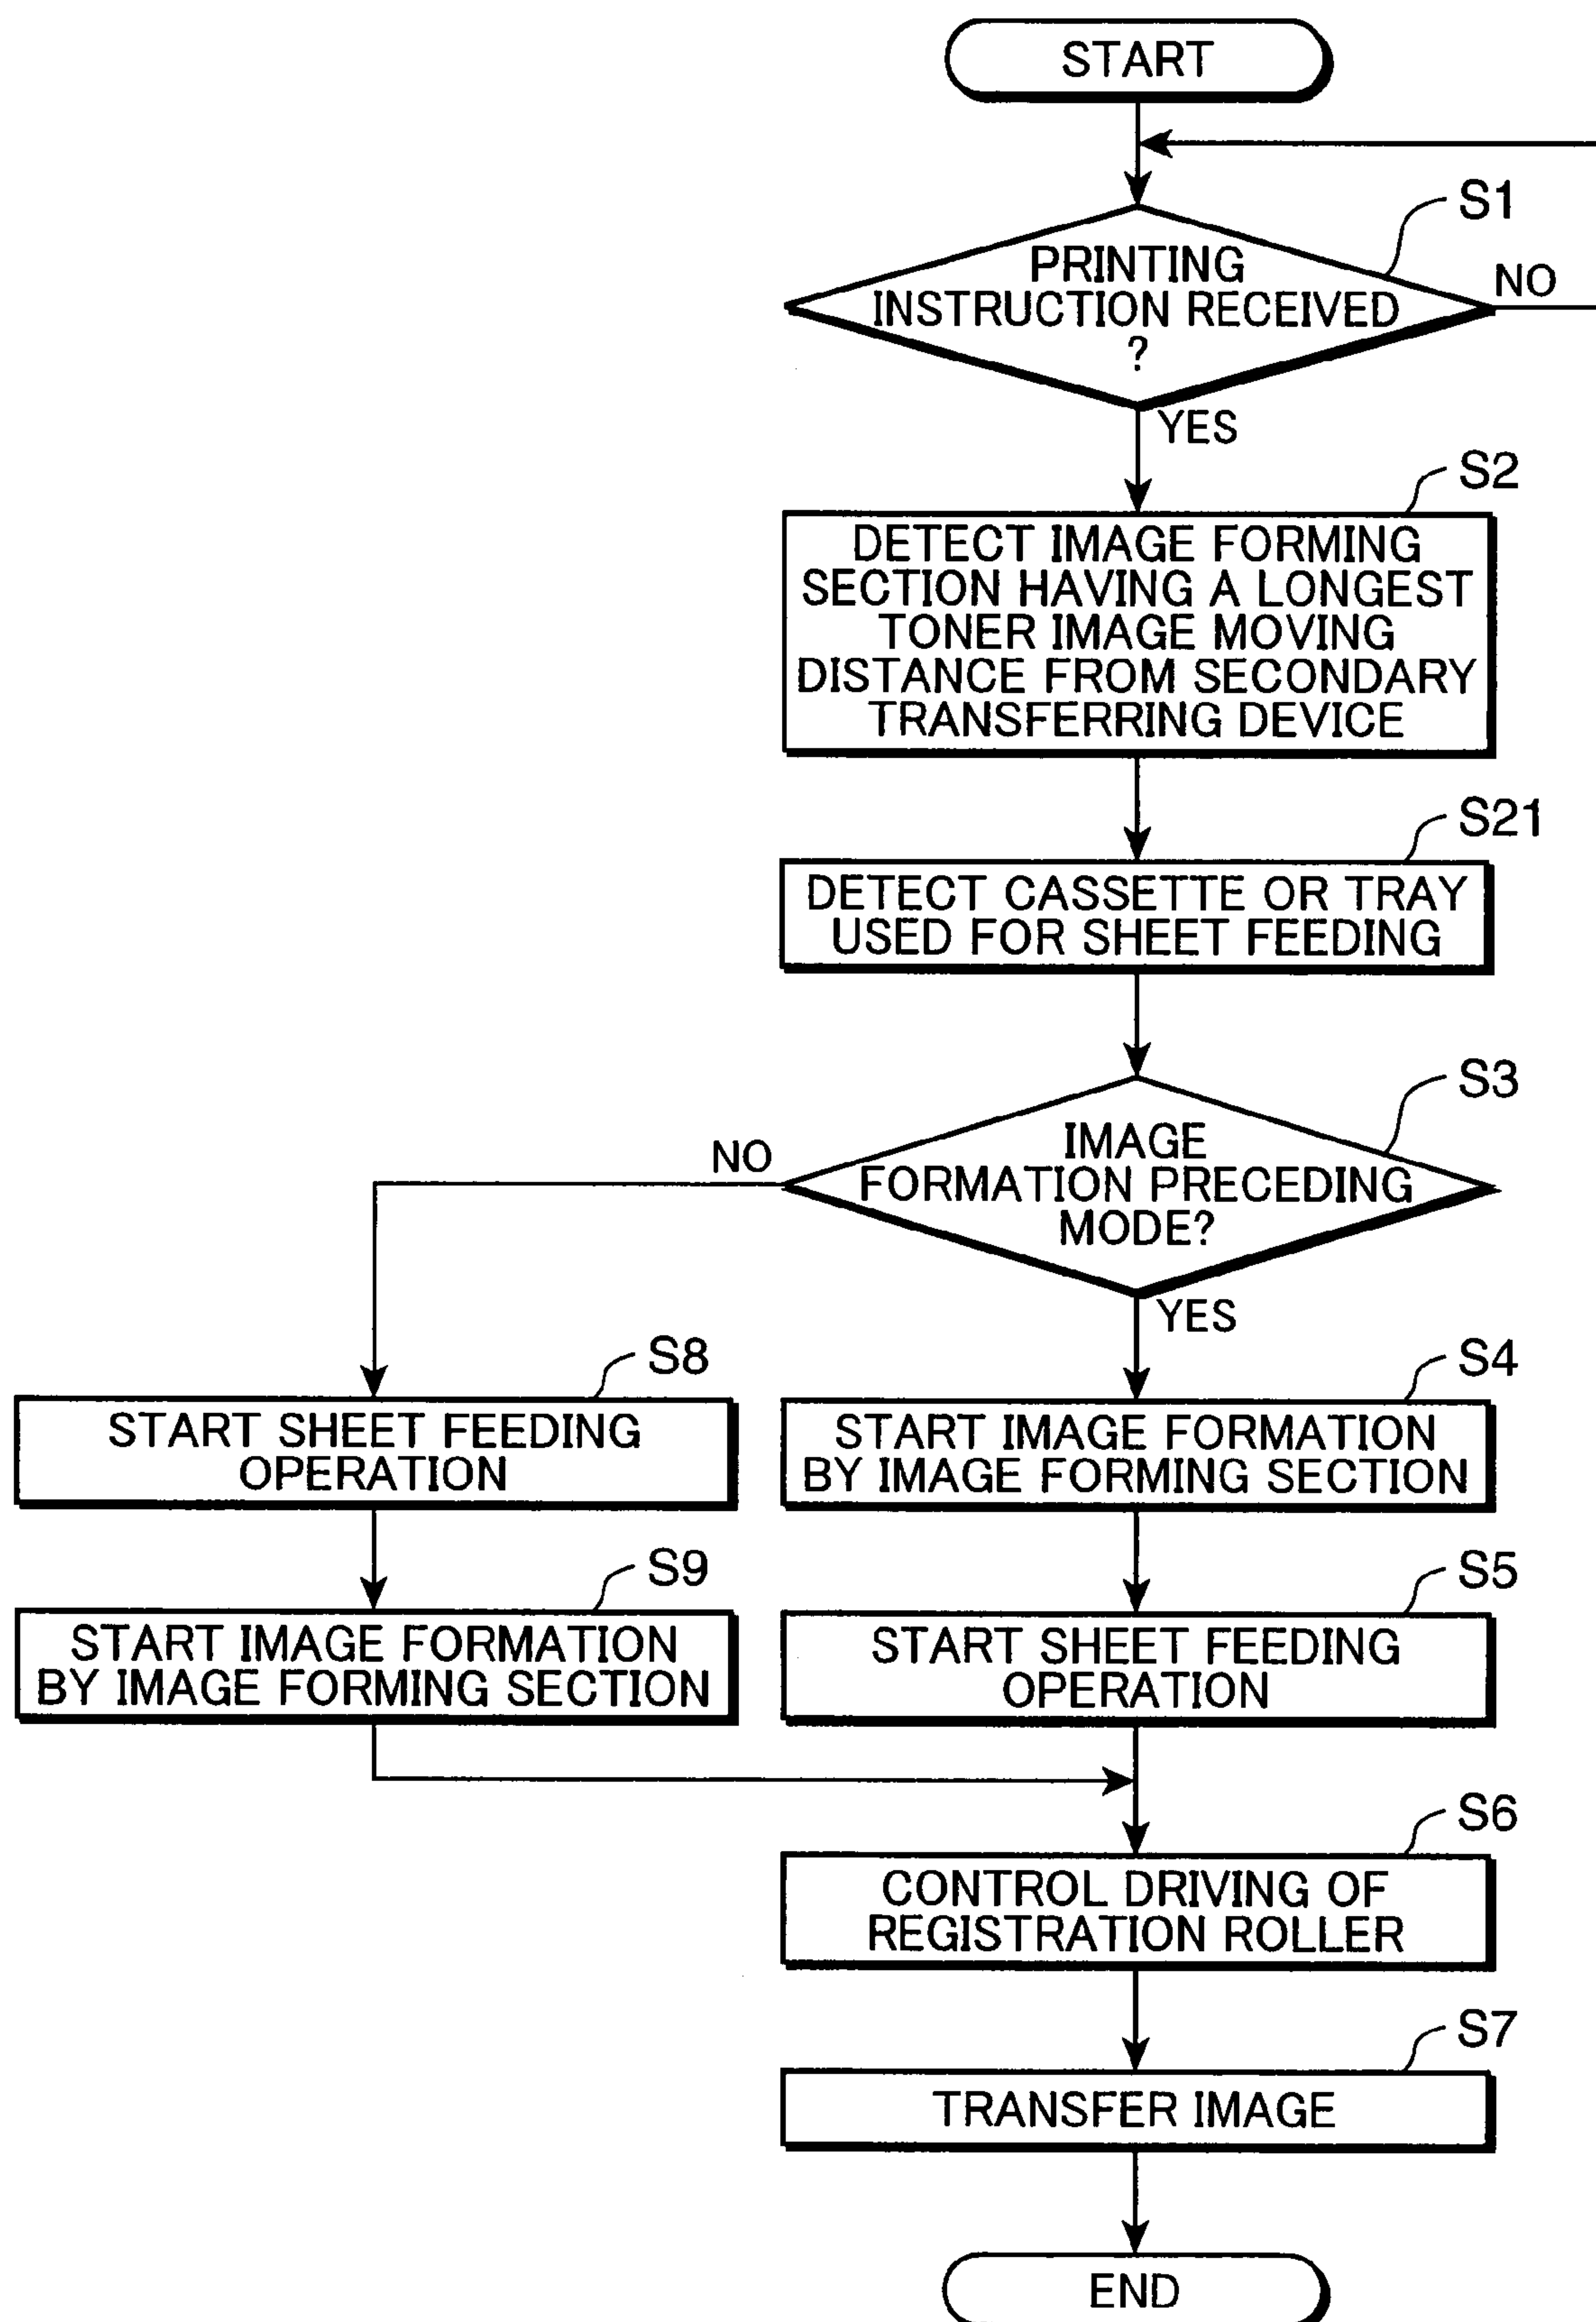 START
S1
PRINTING
INSTRUCTION RECEIVED
?
NO
YES
S2
DETECT IMAGE FORMING
SECTION HAVING A LONGEST
TONER IMAGE MOVING
DISTANCE FROM SECONDARY
TRANSFERRING DEVICE
S21
DETECT CASSETTE OR TRAY
USED FOR SHEET FEEDING
S3
IMAGE
FORMATION PRECEDING
MODE?
NO
YES
S8
START SHEET FEEDING
OPERATION
S4
START IMAGE FORMATION
BY IMAGE FORMING SECTION
S9
START IMAGE FORMATION
BY IMAGE FORMING SECTION
S5
START SHEET FEEDING
OPERATION
S6
CONTROL DRIVING OF
REGISTRATION ROLLER
S7
TRANSFER IMAGE
END